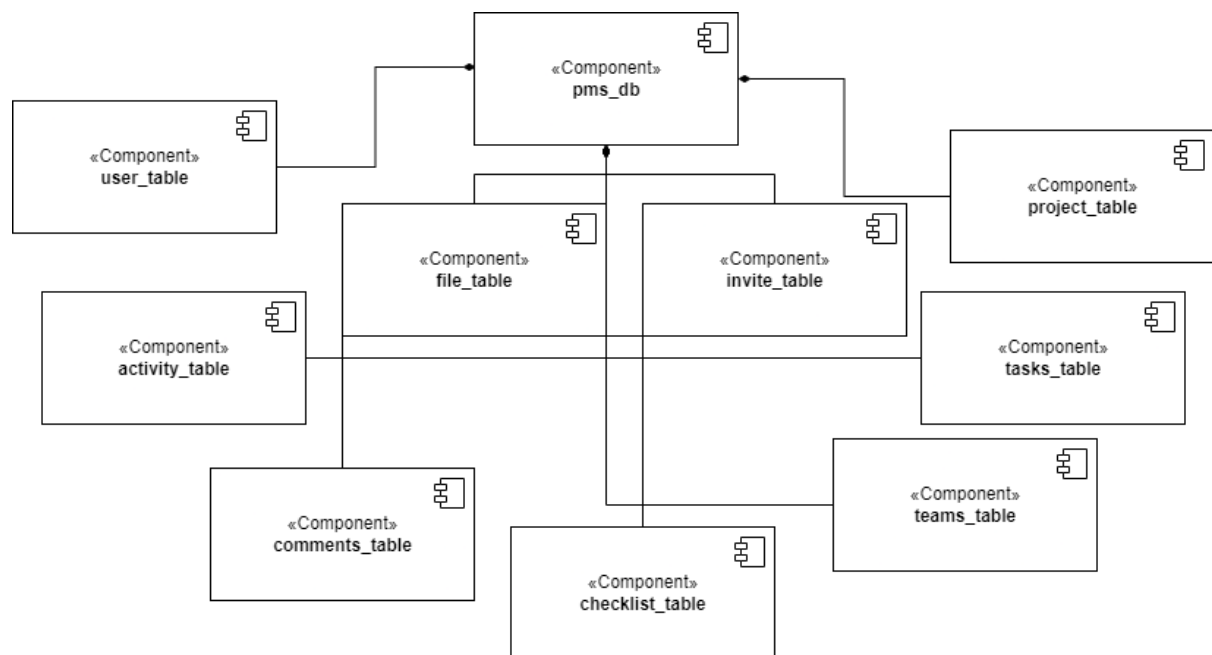 «Component»
pms_db
«Component»
user_table
«Component»
project_table
«Component»
file_table
«Component»
invite_table
«Component»
activity_table
«Component»
tasks_table
«Component»
comments_table
«Component»
teams_table
«Component»
checklist_table